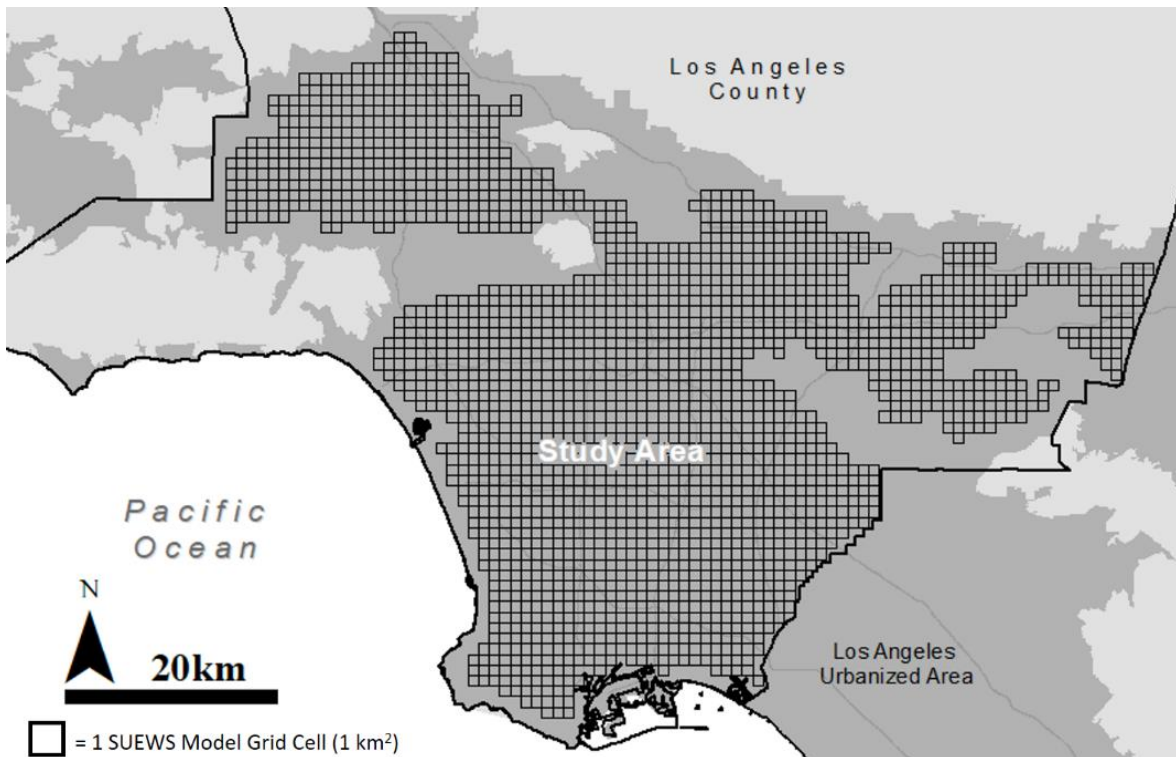 Los Angeles
County
Study Area
Pacific
Ocean
N
20km
Los Angeles
Urbanized Area
= 1 SUEWS Model Grid Cell (1 km²)